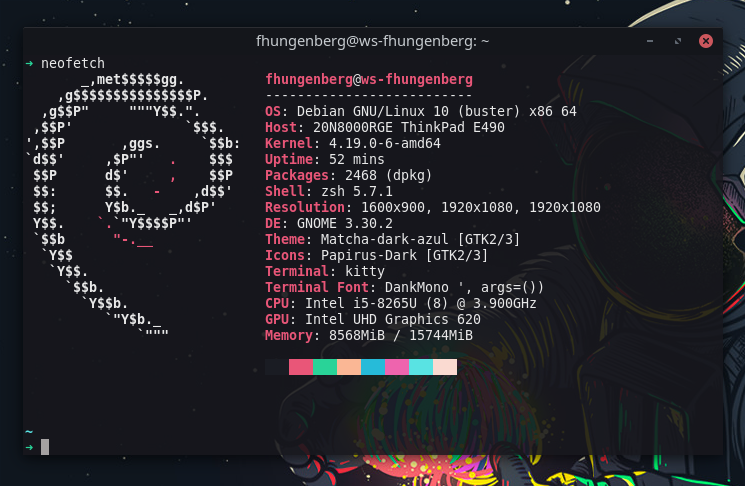 fhungenberg@ws-fhungenberg: ~
➜ neofetch
       _,met$$$$$gg.           fhungenberg@ws-fhungenberg
    ,g$$$$$$$$$$$$$$$P.        --------------------------
  ,g$$P"     """Y$$.".         OS: Debian GNU/Linux 10 (buster) x86 64
 ,$$P'              `$$$.      Host: 20N8000RGE ThinkPad E490
',$$P       ,ggs.     `$$b:    Kernel: 4.19.0-6-amd64
`d$$'     ,$P"'   .    $$$     Uptime: 52 mins
 $$P      d$'     ,    $$P     Packages: 2468 (dpkg)
 $$:      $$.   -    ,d$$'     Shell: zsh 5.7.1
 $$;      Y$b._   _,d$P'       Resolution: 1600x900, 1920x1080, 1920x1080
 Y$$.    `.`"Y$$$$P"'          DE: GNOME 3.30.2
 `$$b      "-.__               Theme: Matcha-dark-azul [GTK2/3]
  `Y$$                         Icons: Papirus-Dark [GTK2/3]
   `Y$$.                       Terminal: kitty
     `$$b.                     Terminal Font: DankMono ', args=())
       `Y$$b.                  CPU: Intel i5-8265U (8) @ 3.900GHz
          `"Y$b._              GPU: Intel UHD Graphics 620
              `"""             Memory: 8568MiB / 15744MiB
~
➜